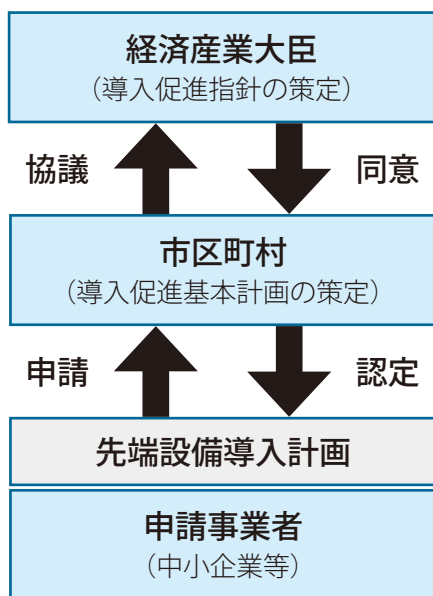 経済産業大臣
（導入促進指針の策定）
協議
同意
市区町村
（導入促進基本計画の策定）
申請
認定
先端設備導入計画
申請事業者
（中小企業等）